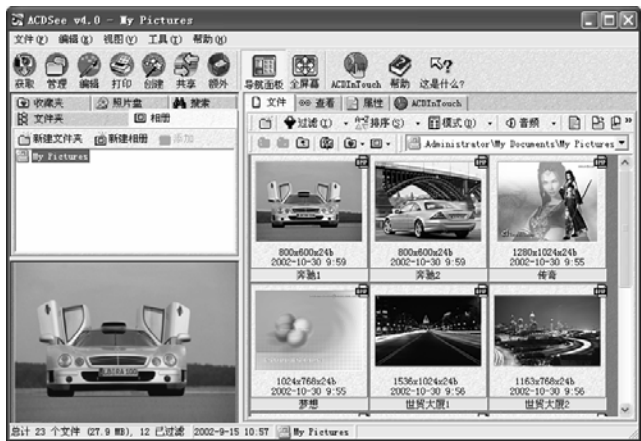 ACDSee v4.0 - My Pictures
文件(F) 编辑(E) 视图(V) 工具(T) 帮助(H)
获取 管理 编辑 打印 创建 共享 额外 导航面板 全屏幕 ACDInTouch 帮助 这是什么?
收藏夹 照片盘 搜索
文件夹 相册
新建文件夹 新建相册 添加
My Pictures
文件 查看 属性 ACDInTouch
过滤(I) 排序(S) 模式(O) 音频
Administrator\My Documents\My Pictures
800x600x24b 800x600x24b 1280x1024x24b
2002-10-30 9:59 2002-10-30 9:59 2002-10-30 9:55
奔驰1 奔驰2 传奇
1024x768x24b 1536x1024x24b 1163x768x24b
2002-10-30 9:55 2002-10-30 9:56 2002-10-30 9:56
梦想 世贸大厦1 世贸大厦2
总计 23 个文件 (27.9 MB), 12 已过滤 2002-9-15 10:57 My Pictures